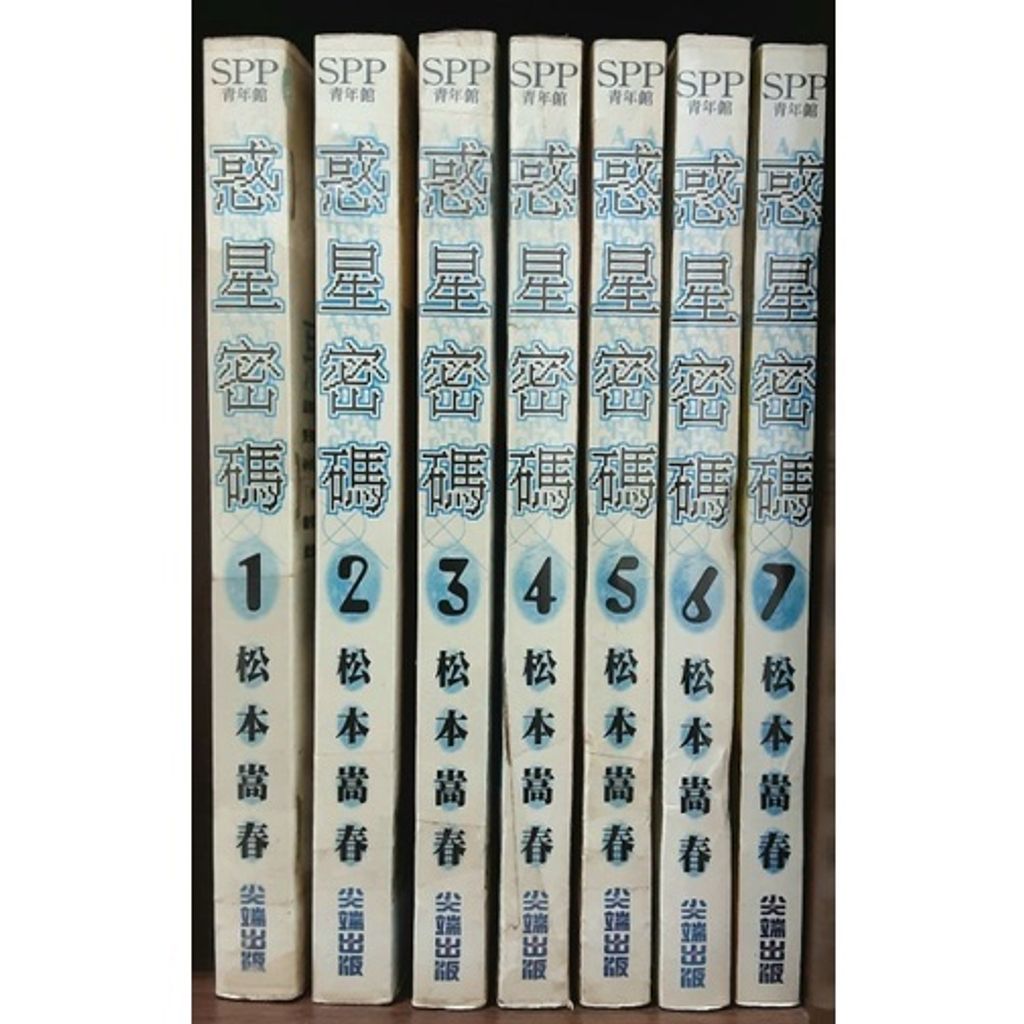 SPP
青年館
惑星密碼
1
松本嵩春
尖端出版
SPP
青年館
惑星密碼
2
松本嵩春
尖端出版
SPP
青年館
惑星密碼
3
松本嵩春
尖端出版
SPP
青年館
惑星密碼
4
松本嵩春
尖端出版
SPP
青年館
惑星密碼
5
松本嵩春
尖端出版
SPP
青年館
惑星密碼
6
松本嵩春
尖端出版
SPP
青年館
惑星密碼
7
松本嵩春
尖端出版